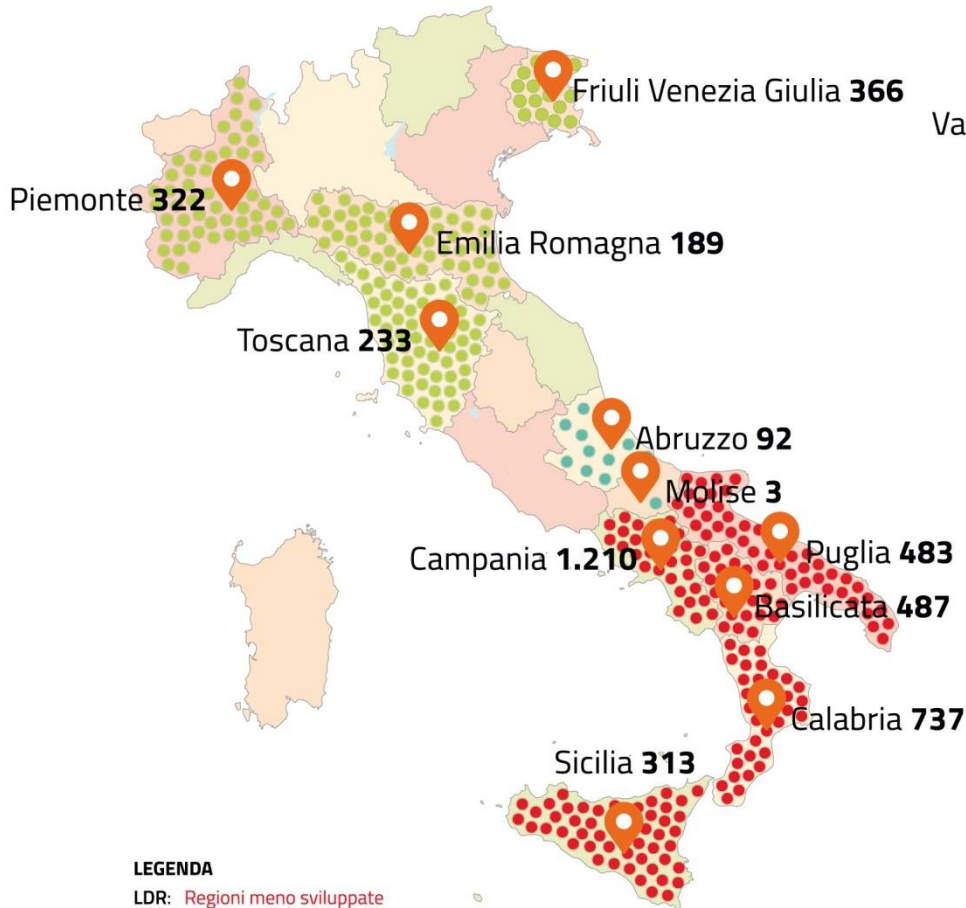 Friuli Venezia Giulia 366
Va
Piemonte 322
Emilia Romagna 189
Toscana 233
Abruzzo 92
Molise 3
Campania 1.210
Puglia 483
Basilicata 487
Calabria 737
Sicilia 313
LEGENDA
LDR: Regioni meno sviluppate